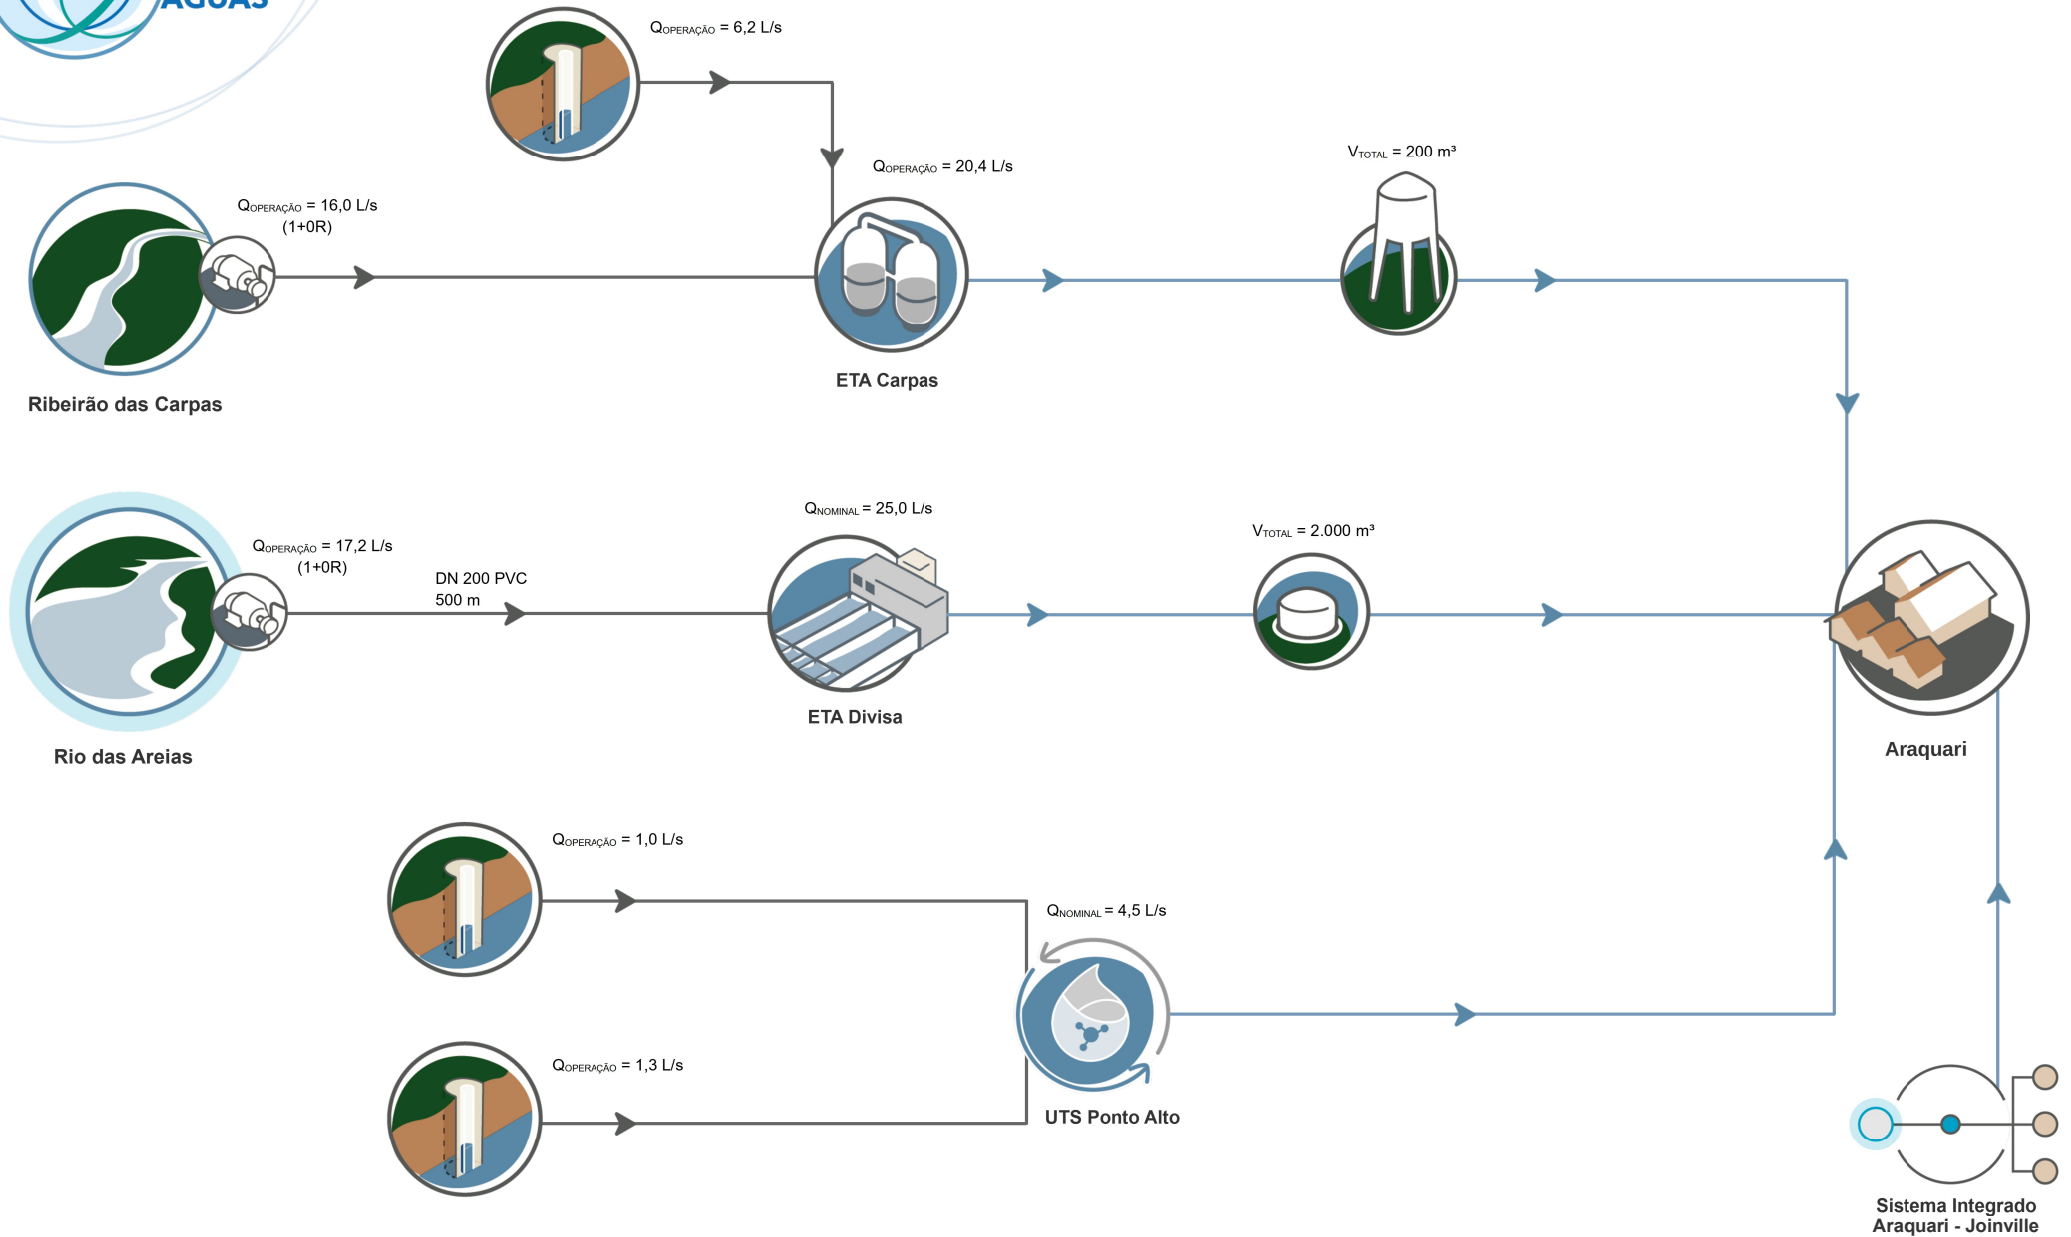 ÁGUAS
QOPERAÇÃO = 6,2 L/s
VTOTAL = 200 m³
QOPERAÇÃO = 20,4 L/s
QOPERAÇÃO = 16,0 L/s
(1+0R)
ETA Carpas
Ribeirão das Carpas
QNOMINAL = 25,0 L/s
VTOTAL = 2.000 m³
QOPERAÇÃO = 17,2 L/s
(1+0R)
DN 200 PVC
500 m
ETA Divisa
Araquari
Rio das Areias
QOPERAÇÃO = 1,0 L/s
QNOMINAL = 4,5 L/s
QOPERAÇÃO = 1,3 L/s
UTS Ponto Alto
Sistema Integrado
Araquari - Joinville